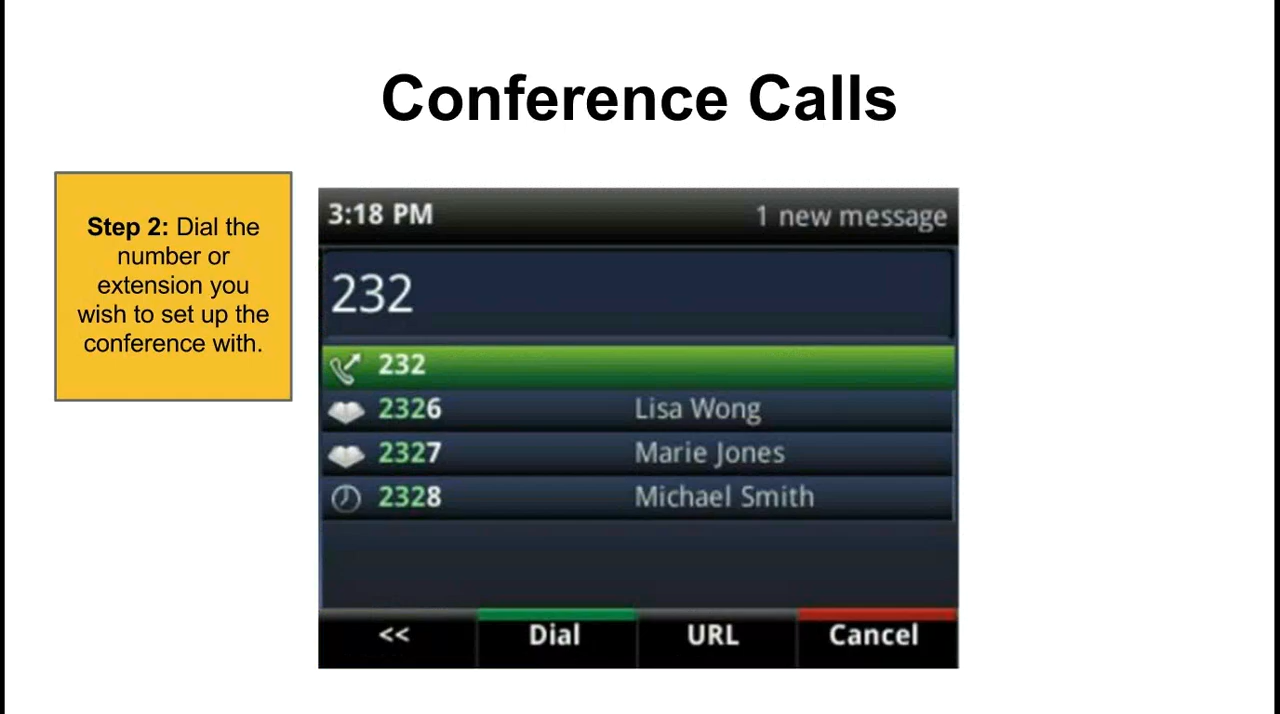 Conference Calls
Step 2: Dial the
number or
extension you
wish to set up the
conference with.
3:18 PM 1 new message
232
232
2326 Lisa Wong
2327 Marie Jones
2328 Michael Smith
<< Dial URL Cancel